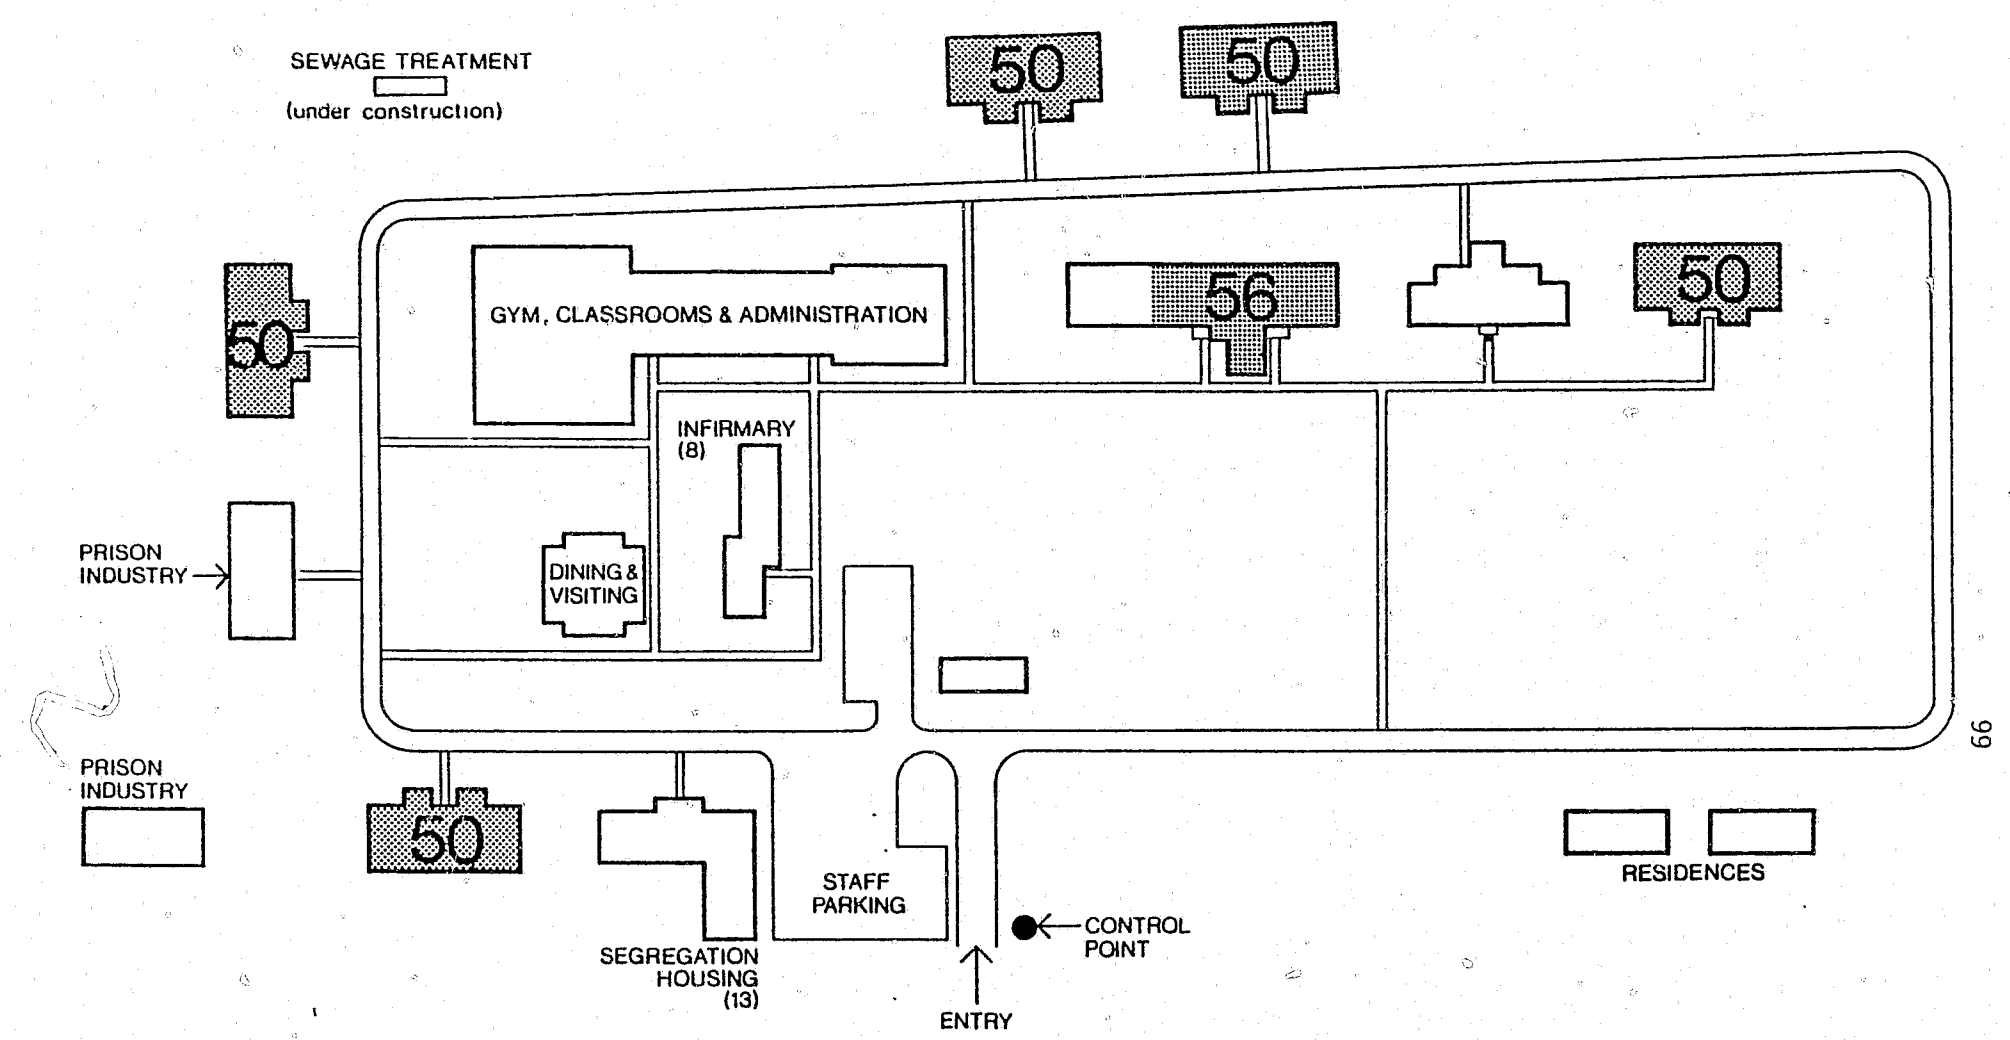 SEWAGE TREATMENT
(under construction)
50
50
50
GYM, CLASSROOMS & ADMINISTRATION
56
50
INFIRMARY
(8)
PRISON
INDUSTRY
DINING &
VISITING
66
PRISON
INDUSTRY
50
STAFF
PARKING
RESIDENCES
CONTROL
POINT
SEGREGATION
HOUSING
(13)
ENTRY